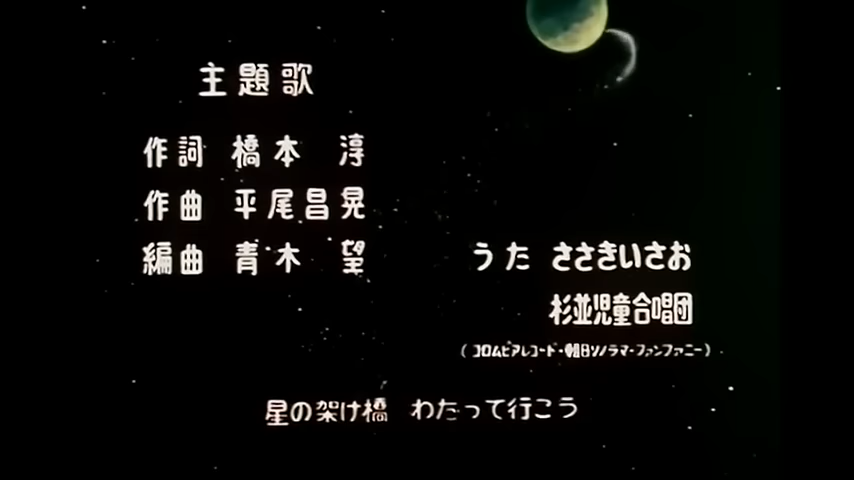 主題歌
作詞 橋本 淳
作曲 平尾昌晃
編曲 青木 望
うた ささきいさお
杉並児童合唱団
(コロムビアレコード・朝日ソノラマ・ファンファニー)
星の架け橋 わたって行こう